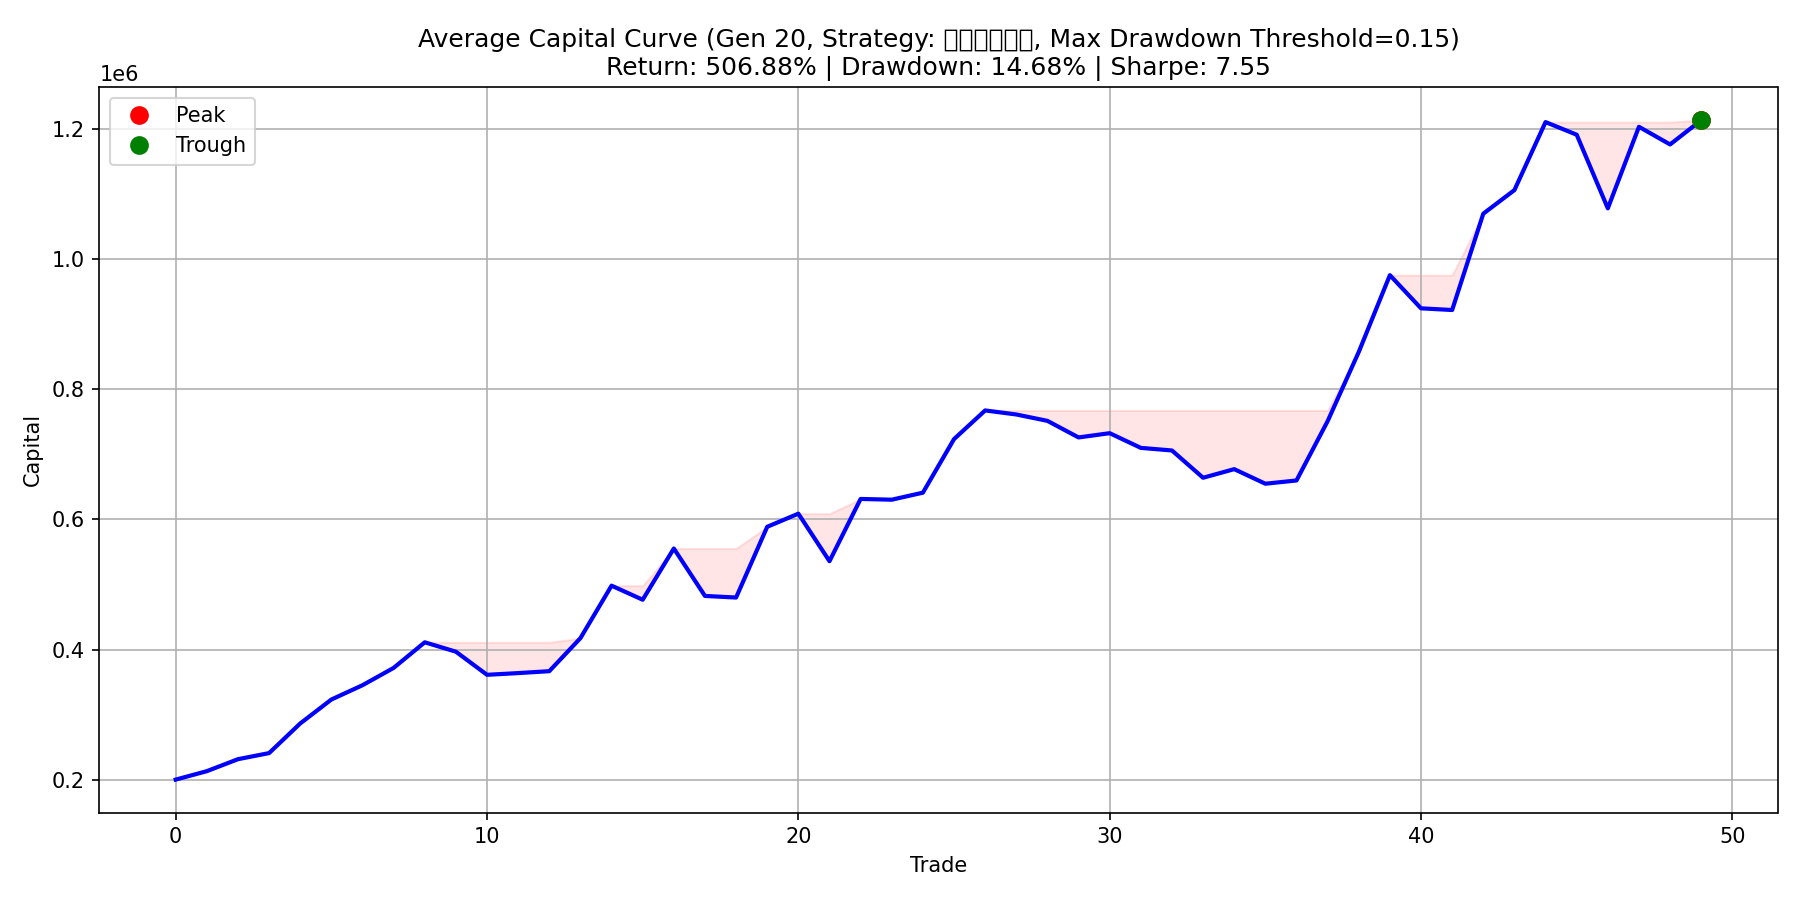 Average Capital Curve (Gen 20, Strategy: □□□□□□, Max Drawdown Threshold=0.15)
Return: 506.88% | Drawdown: 14.68% | Sharpe: 7.55
1e6
Peak
Trough
1.2
1.0
0.8
0.6
0.4
0.2
Capital
0 10 20 30 40 50
Trade